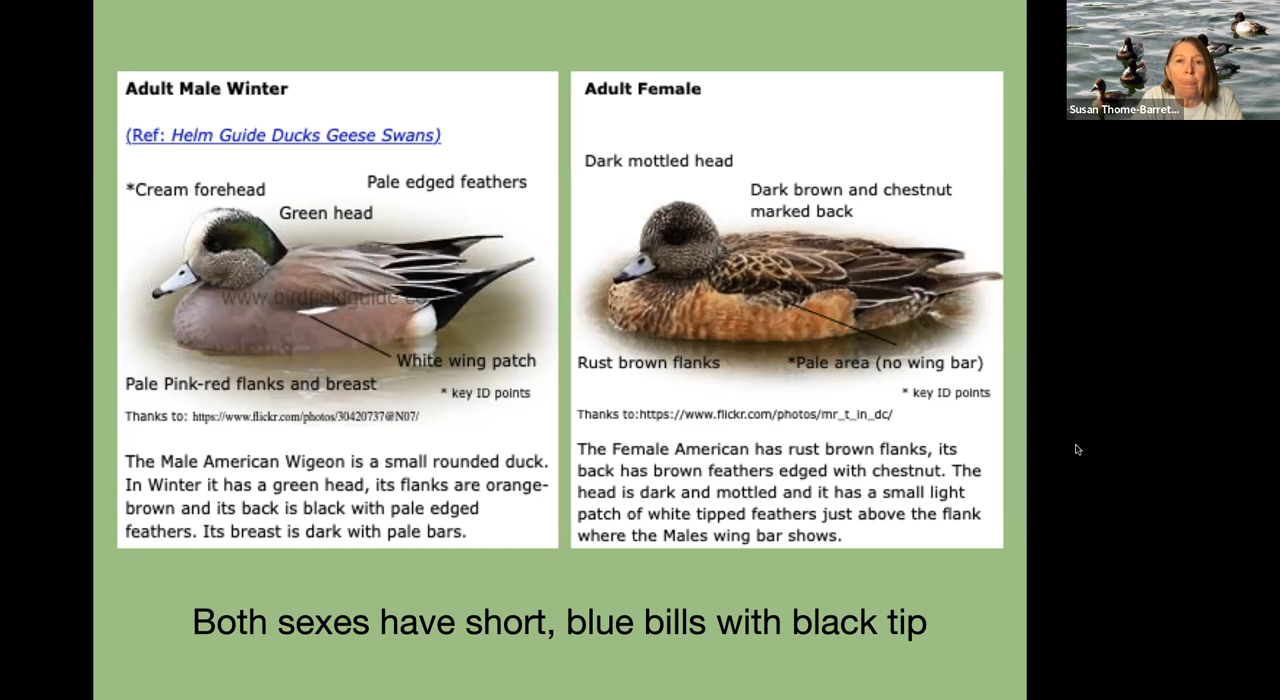 Adult Male Winter
(Ref: Helm Guide Ducks Geese Swans)
*Cream forehead
Pale edged feathers
Green head
www.birdfieldguide.co
White wing patch
Pale Pink-red flanks and breast
* key ID points
Thanks to: https://www.flickr.com/photos/30420737@N07/
The Male American Wigeon is a small rounded duck.
In Winter it has a green head, its flanks are orange-
brown and its back is black with pale edged
feathers. Its breast is dark with pale bars.
Adult Female
Dark mottled head
Dark brown and chestnut
marked back
Rust brown flanks
*Pale area (no wing bar)
* key ID points
Thanks to:https://www.flickr.com/photos/mr_t_in_dc/
The Female American has rust brown flanks, its
back has brown feathers edged with chestnut. The
head is dark and mottled and it has a small light
patch of white tipped feathers just above the flank
where the Males wing bar shows.
Both sexes have short, blue bills with black tip
Susan Thome-Barret...